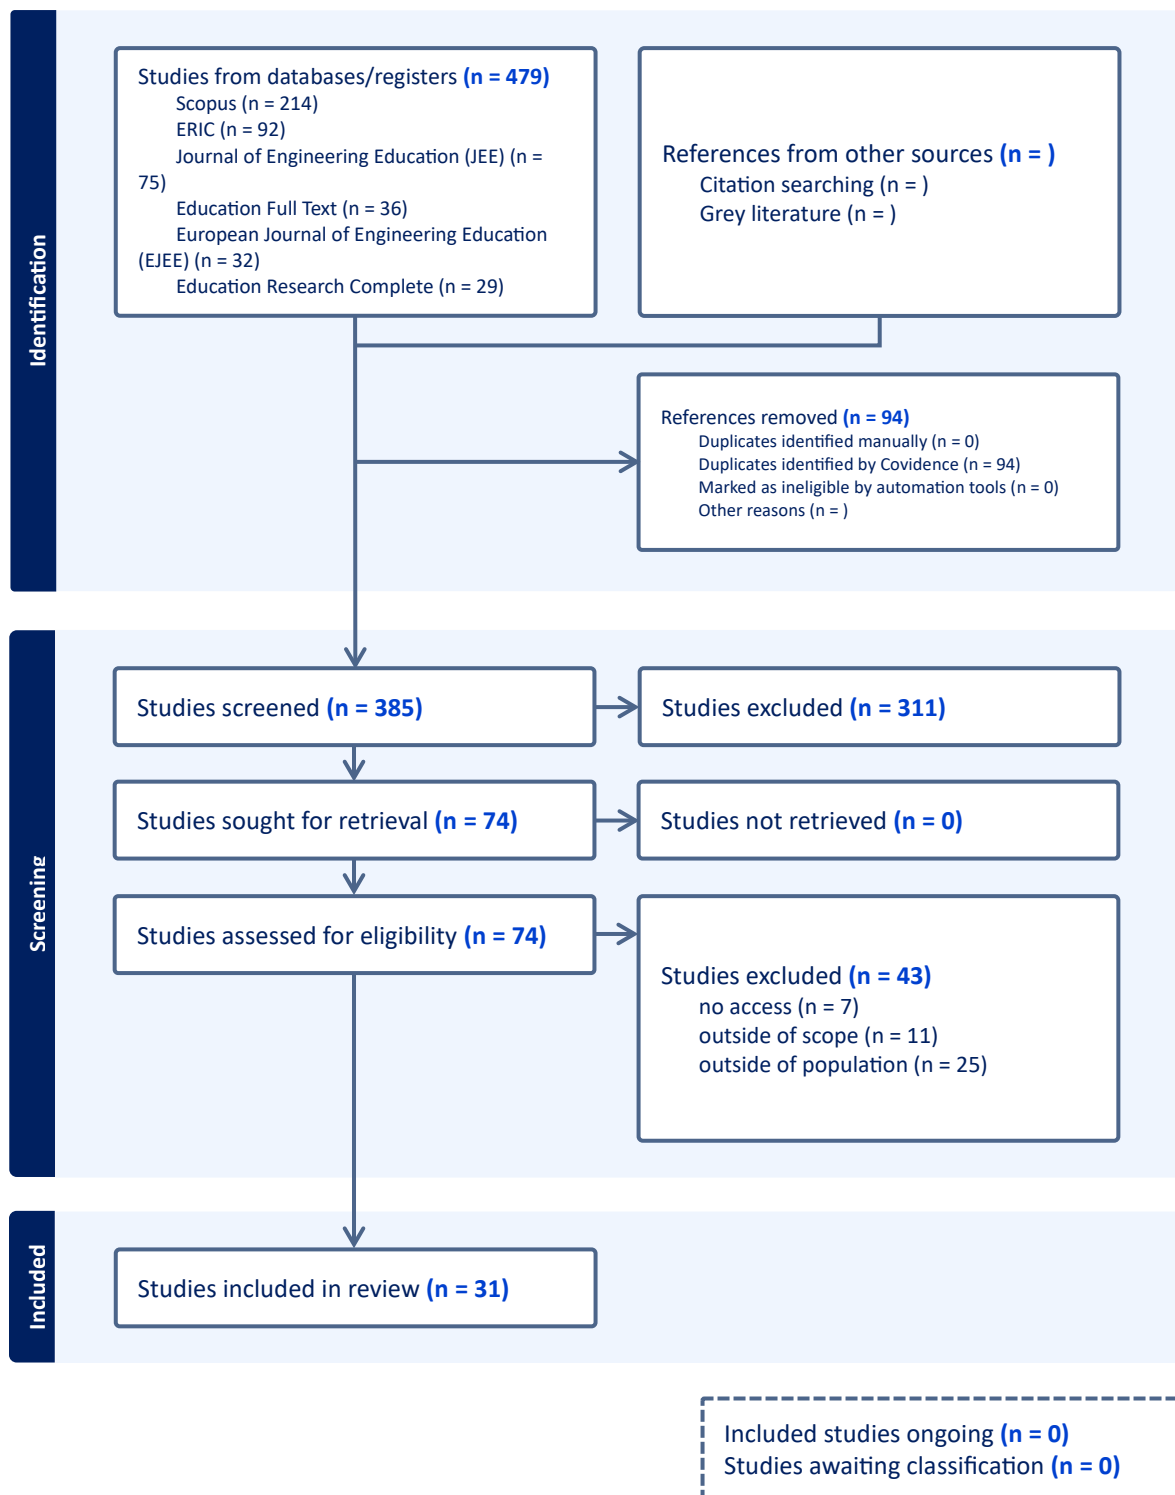 Identification
Studies from databases/registers (n = 479)
Scopus (n = 214)
ERIC (n = 92)
Journal of Engineering Education (JEE) (n =
75)
Education Full Text (n = 36)
European Journal of Engineering Education
(EJEE) (n = 32)
Education Research Complete (n = 29)
References from other sources (n = )
Citation searching (n = )
Grey literature (n = )
References removed (n = 94)
Duplicates identified manually (n = 0)
Duplicates identified by Covidence (n = 94)
Marked as ineligible by automation tools (n = 0)
Other reasons (n = )
Screening
Studies screened (n = 385)
Studies excluded (n = 311)
Studies sought for retrieval (n = 74)
Studies not retrieved (n = 0)
Studies assessed for eligibility (n = 74)
Studies excluded (n = 43)
no access (n = 7)
outside of scope (n = 11)
outside of population (n = 25)
Included
Studies included in review (n = 31)
Included studies ongoing (n = 0)
Studies awaiting classification (n = 0)